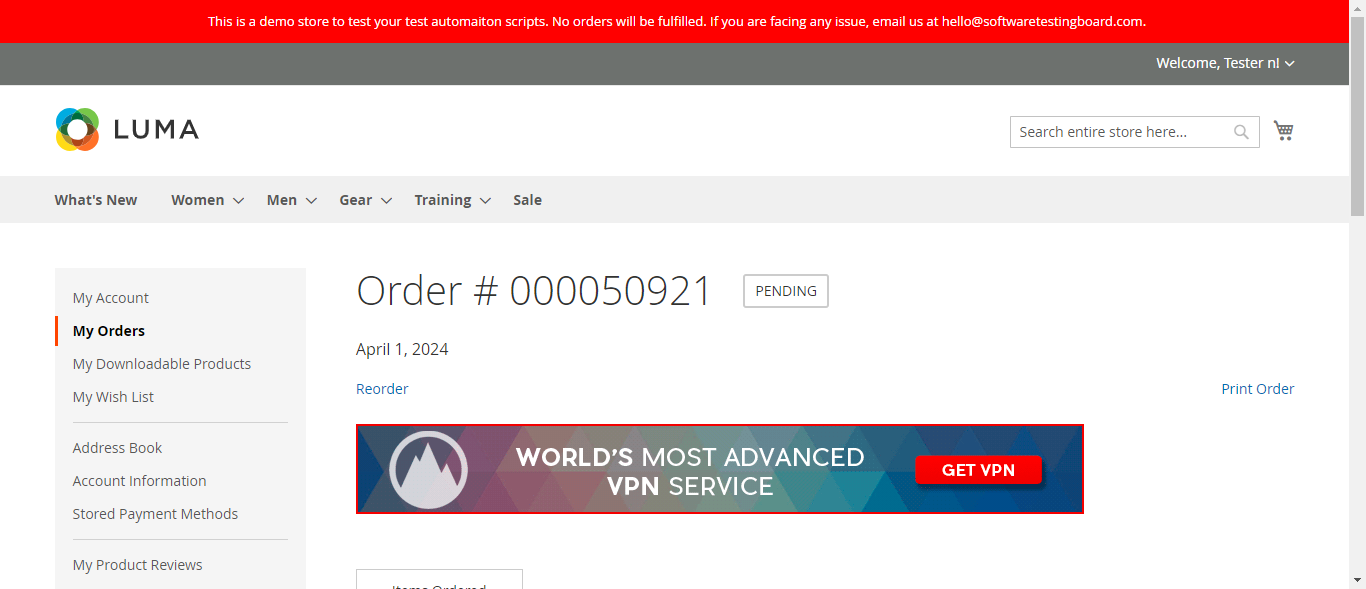 This is a demo store to test your test automaiton scripts. No orders will be fulfilled. If you are facing any issue, email us at hello@softwaretestingboard.com.
Welcome, Tester nl
LUMA
Search entire store here...
What's New Women Men Gear Training Sale
My Account
My Orders
My Downloadable Products
My Wish List
Address Book
Account Information
Stored Payment Methods
My Product Reviews
Order # 000050921 PENDING
April 1, 2024
Reorder Print Order
WORLD'S MOST ADVANCED
VPN SERVICE
GET VPN
Items Ordered